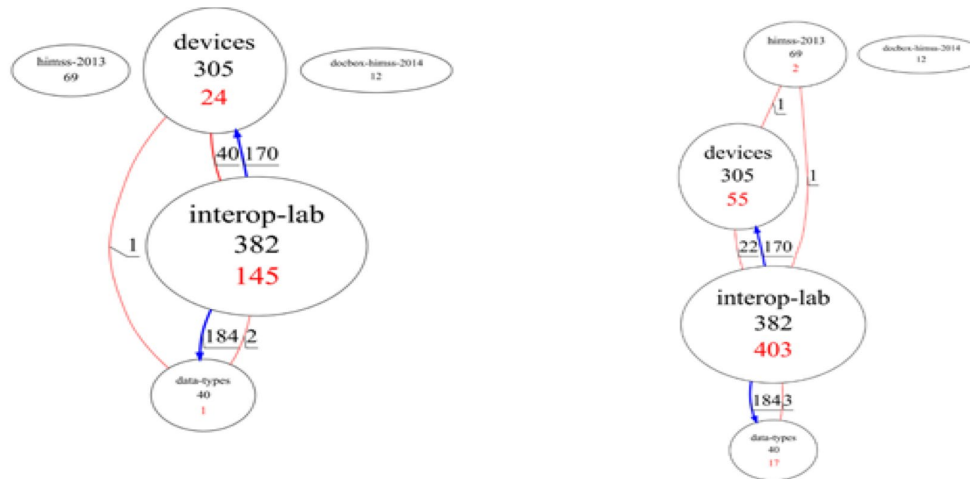 himss-2013
69
devices
305
24
docbox-himss-2014
12
40
170
interop-lab
382
145
1
184
2
data-types
40
1
himss-2013
69
2
docbox-himss-2014
12
1
devices
305
55
1
22
170
interop-lab
382
403
184
3
data-types
40
17